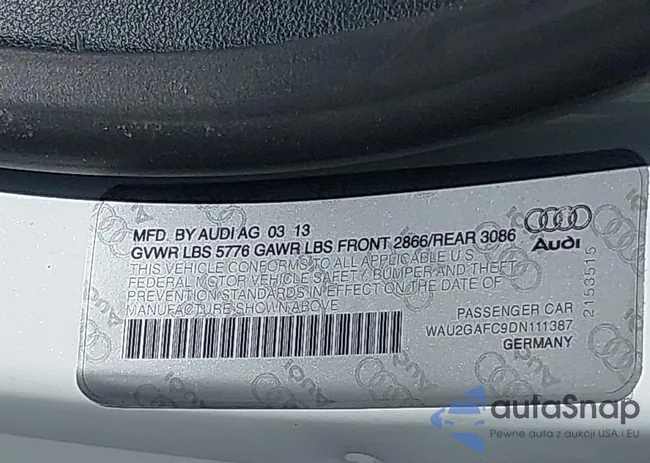 MFD. BY AUDI AG 03 13
GVWR LBS 5776 GAWR LBS FRONT 2866/REAR 3086
THIS VEHICLE CONFORMS TO ALL APPLICABLE U S
FEDERAL MOTOR VEHICLE SAFETY BUMPER AND THEFT
PREVENTION STANDARDS IN EFFECT ON THE DATE OF
MANUFACTURE SHOWN ABOVE
Audi
2153515
PASSENGER CAR
WAU2GAFC9DN111387
GERMANY
autaSnap
Pewne auta z aukcji USA i EU